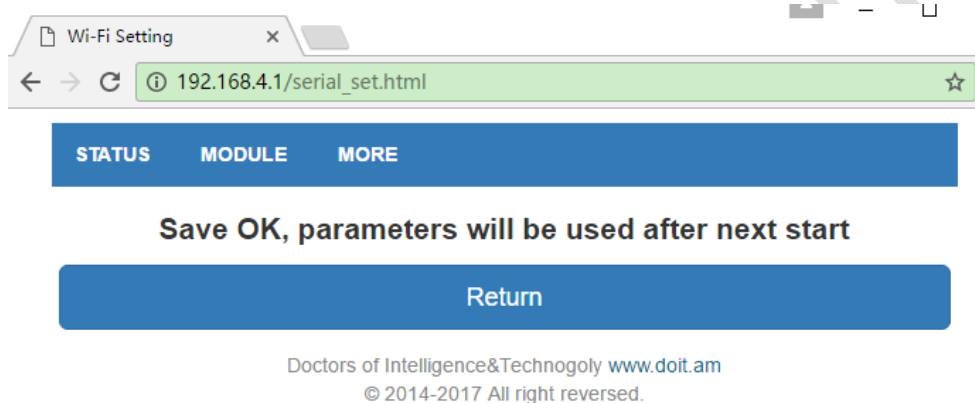 Wi-Fi Setting
192.168.4.1/serial_set.html
STATUS MODULE MORE
Save OK, parameters will be used after next start
Return
Doctors of Intelligence&Technogoly www.doit.am
© 2014-2017 All right reversed.